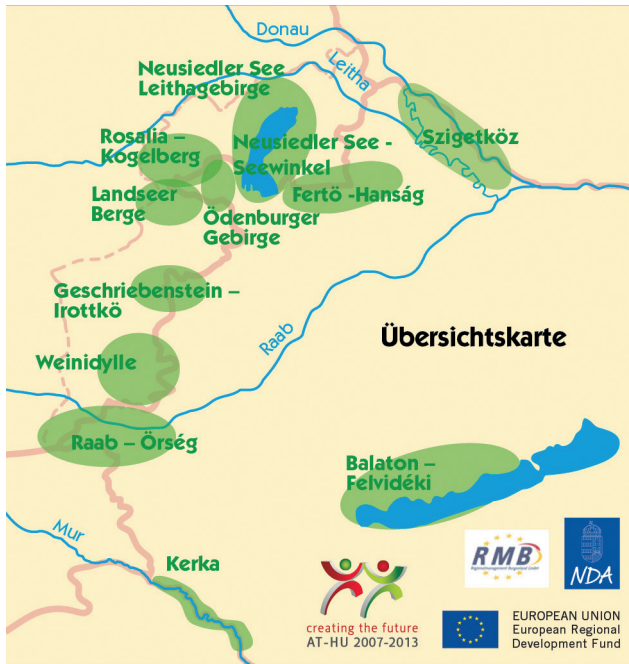 Donau
Leitha
Neusiedler See
Leithagebirge
Szigetköz
Rosalia –
Kogelberg
Neusiedler See -
Seewinkel
Landseer
Berge
Fertö -Hanság
Ödenburger
Gebirge
Geschriebenstein –
Irottkö
Raab
Übersichtskarte
Weinidylle
Raab – Örség
Balaton –
Felvidéki
Mur
Kerka
RMB
NDA
creating the future
AT-HU 2007-2013
EUROPEAN UNION
European Regional
Development Fund